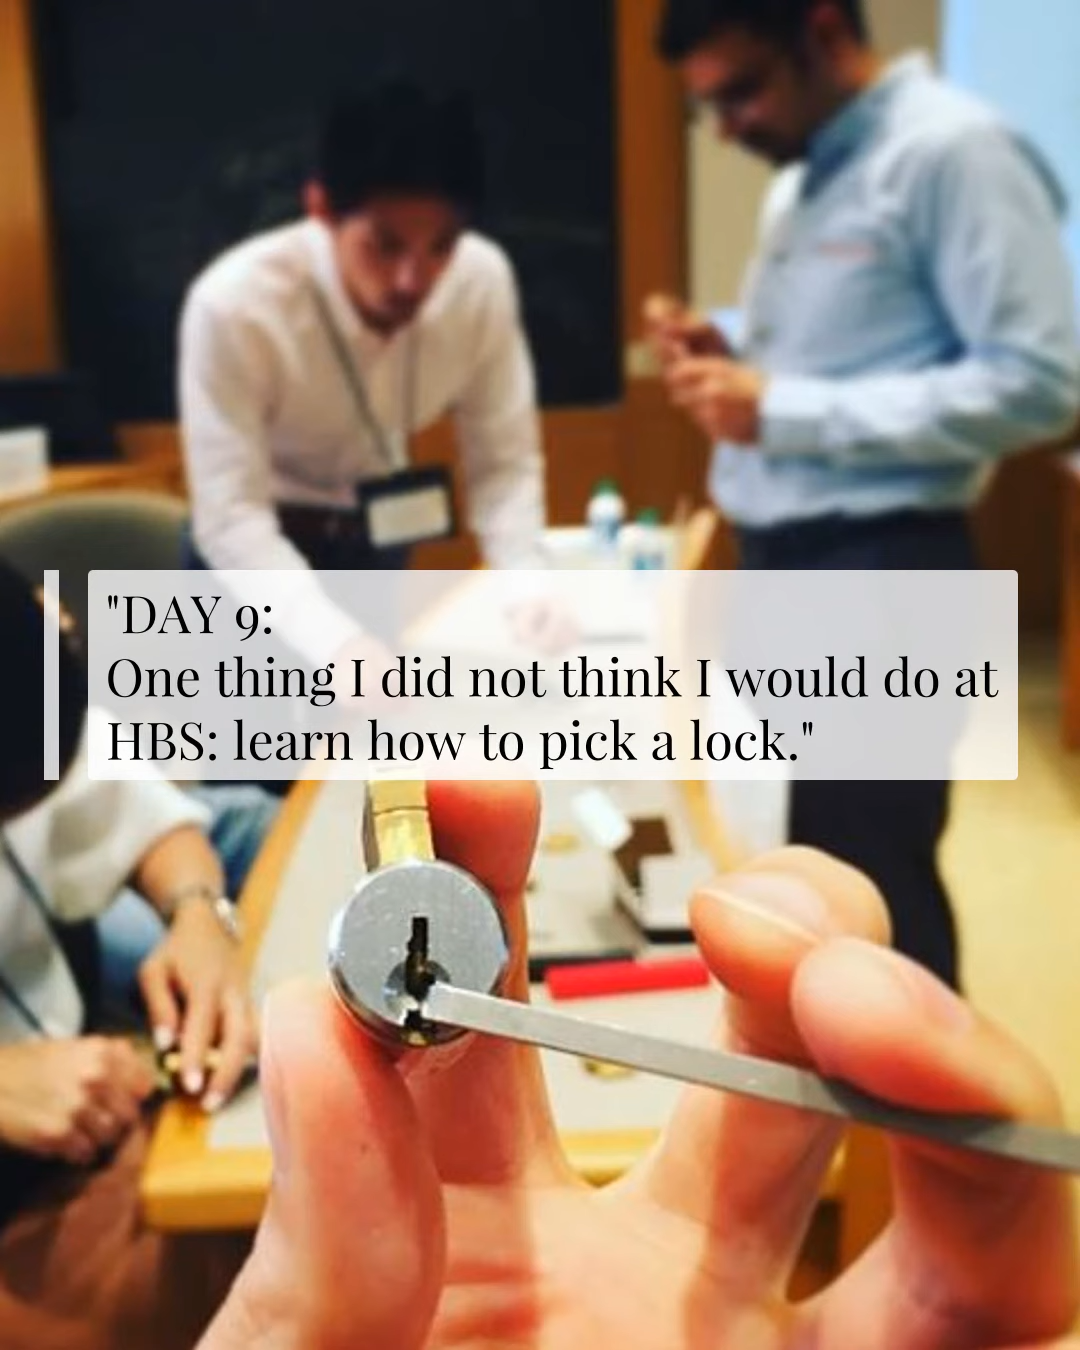 "DAY 9:
One thing I did not think I would do at
HBS: learn how to pick a lock."